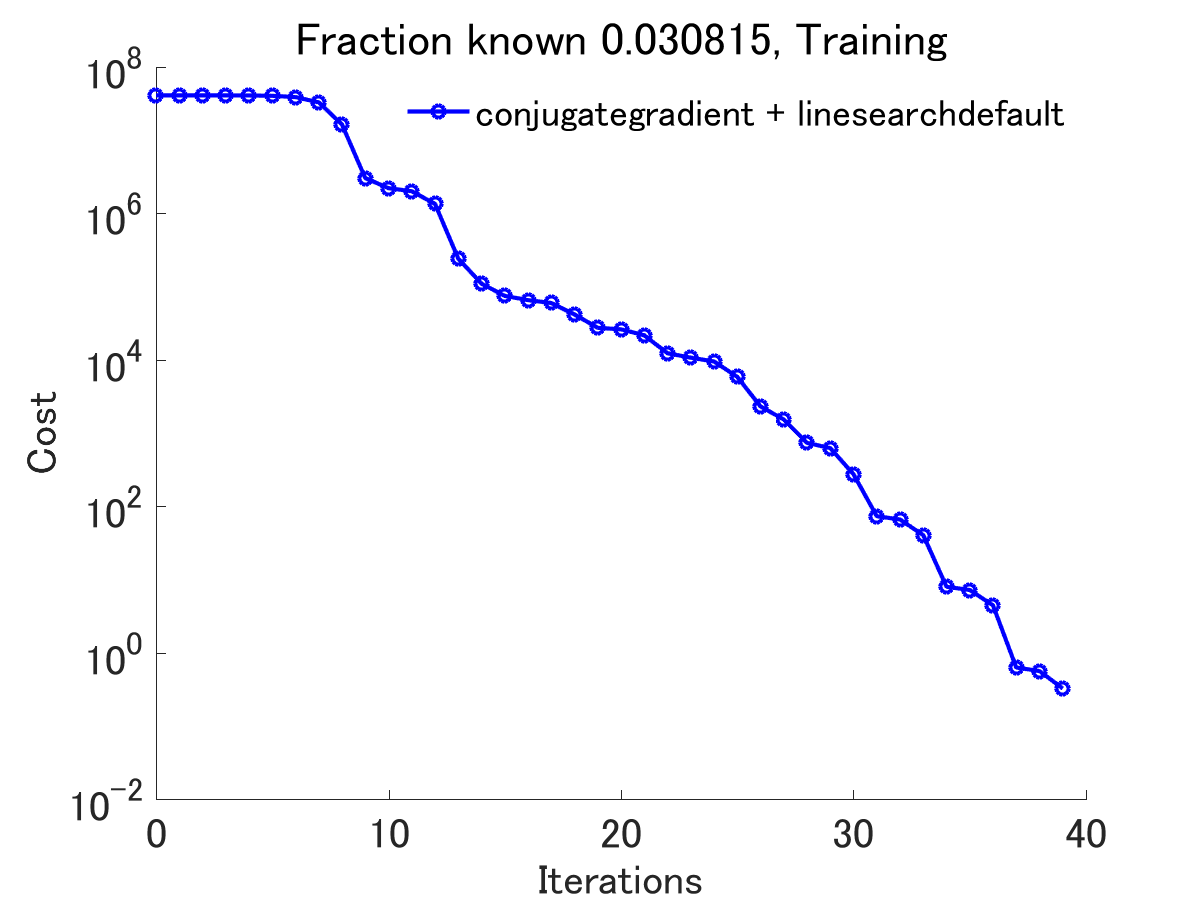 Fraction known 0.030815, Training
conjugategradient + linesearchdefault
10^8
10^6
10^4
10^2
10^0
10^-2
Cost
0 10 20 30 40
Iterations